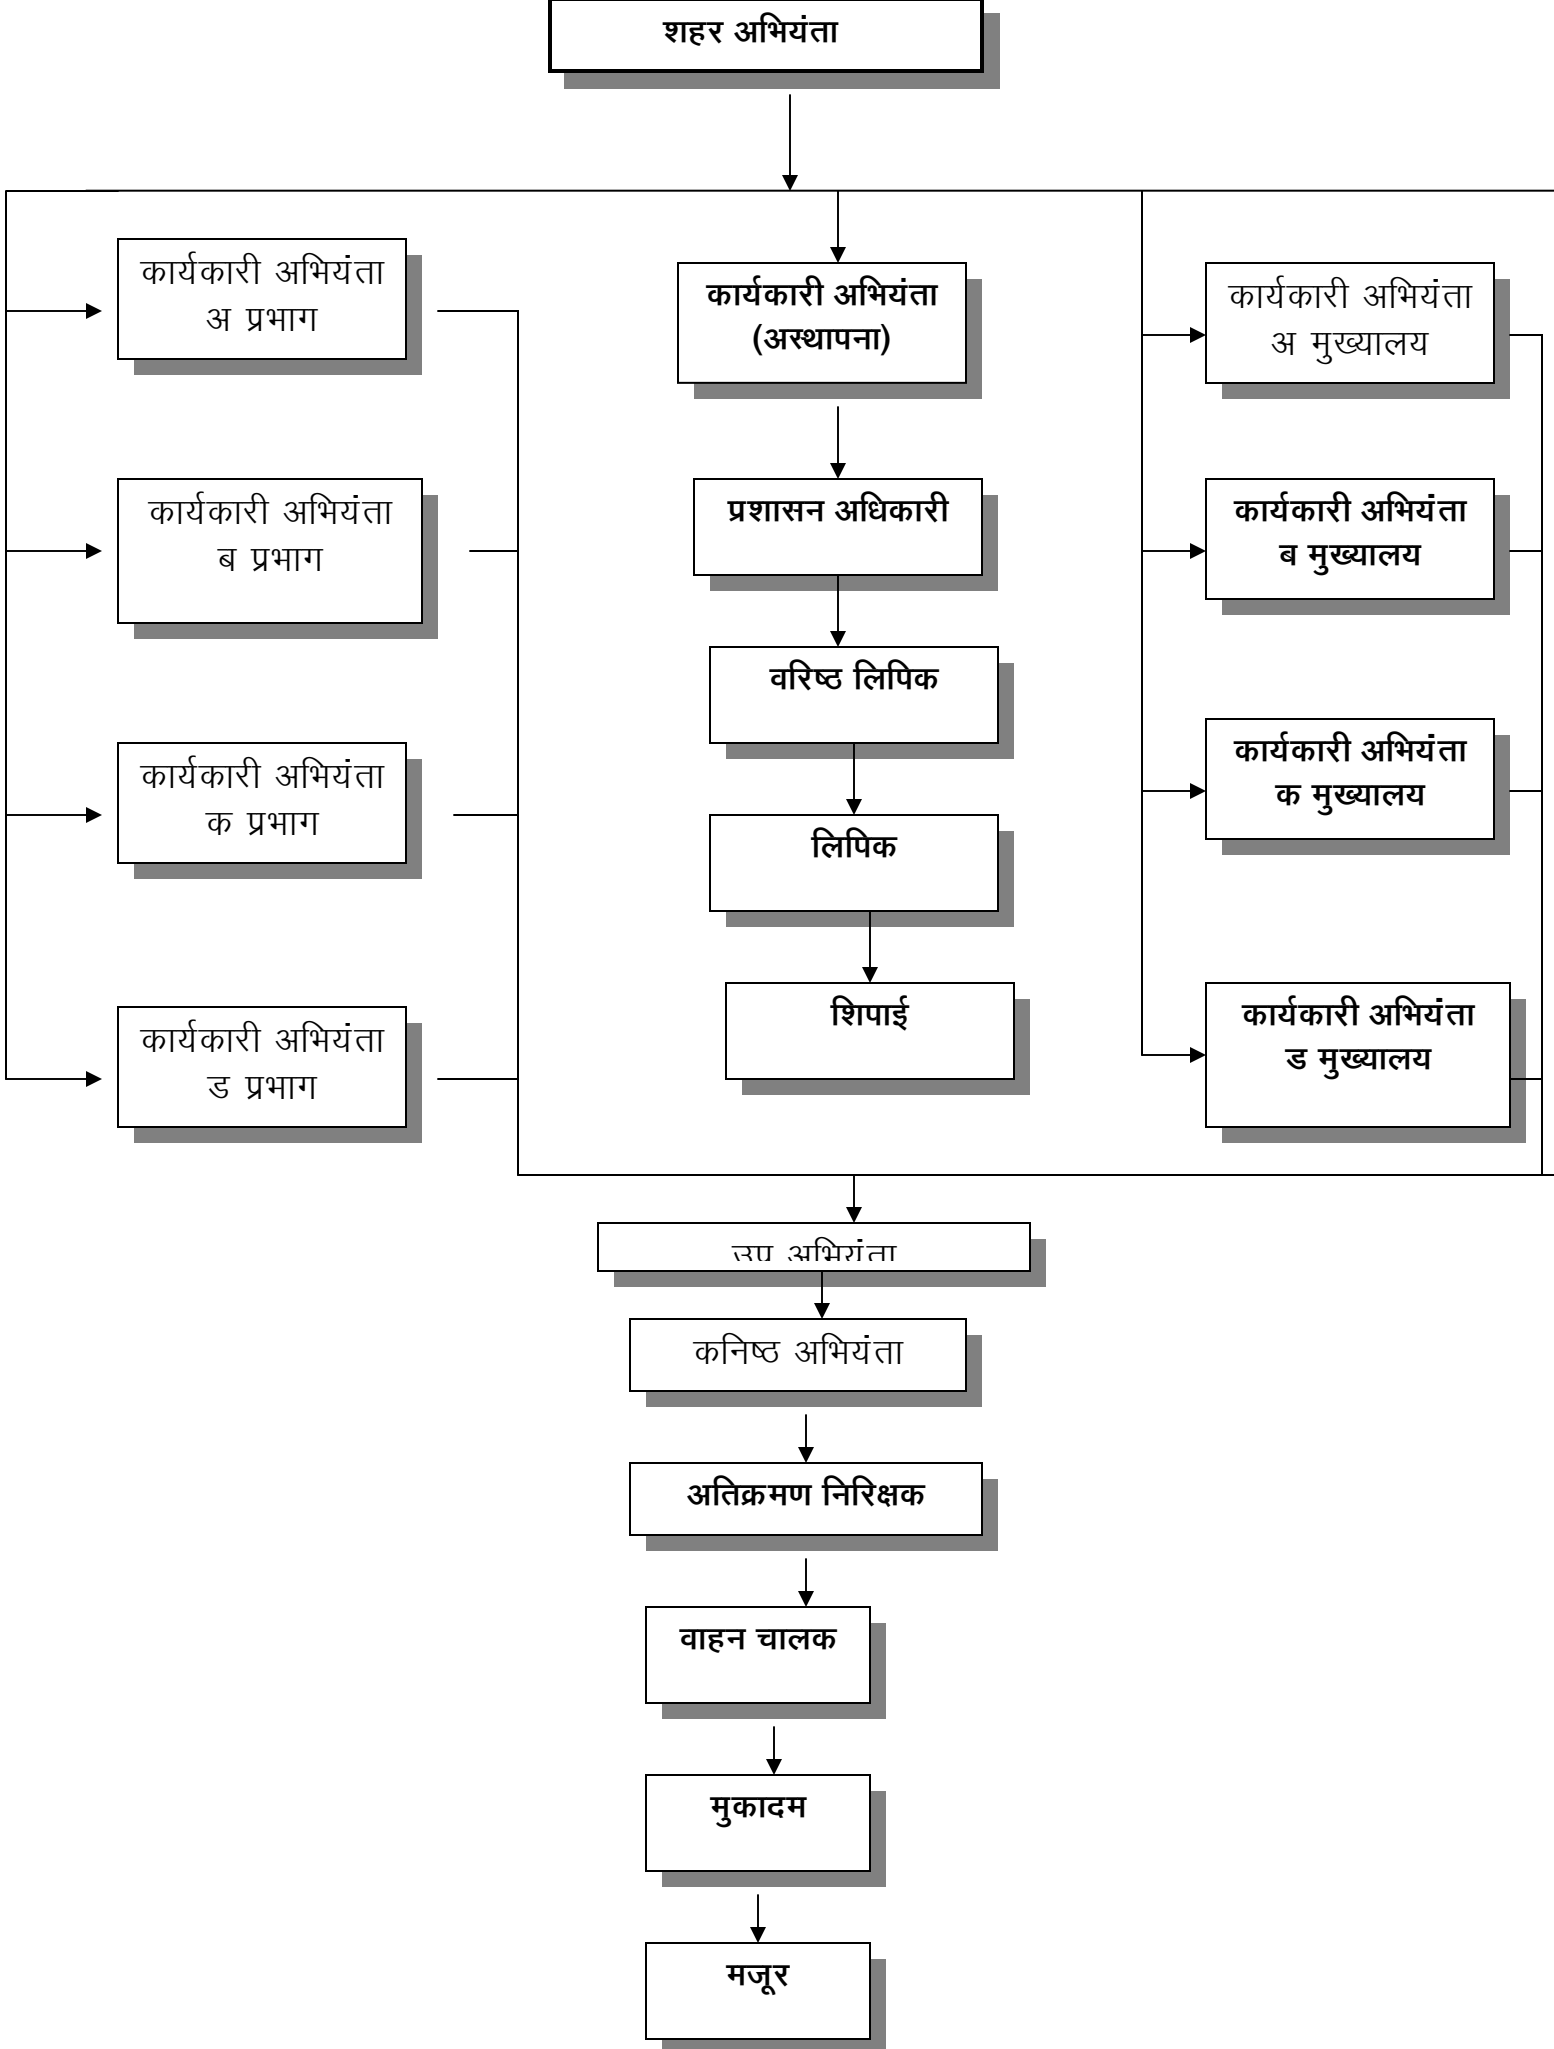 शहर अभियंता
कार्यकारी अभियंता
अ प्रभाग
कार्यकारी अभियंता
(अस्थापना)
कार्यकारी अभियंता
अ मुख्यालय
कार्यकारी अभियंता
ब प्रभाग
प्रशासन अधिकारी
कार्यकारी अभियंता
ब मुख्यालय
वरिष्ठ लिपिक
कार्यकारी अभियंता
क प्रभाग
लिपिक
कार्यकारी अभियंता
क मुख्यालय
कार्यकारी अभियंता
ड प्रभाग
शिपाई
कार्यकारी अभियंता
ड मुख्यालय
उप अभियंता
कनिष्ठ अभियंता
अतिक्रमण निरिक्षक
वाहन चालक
मुकादम
मजूर